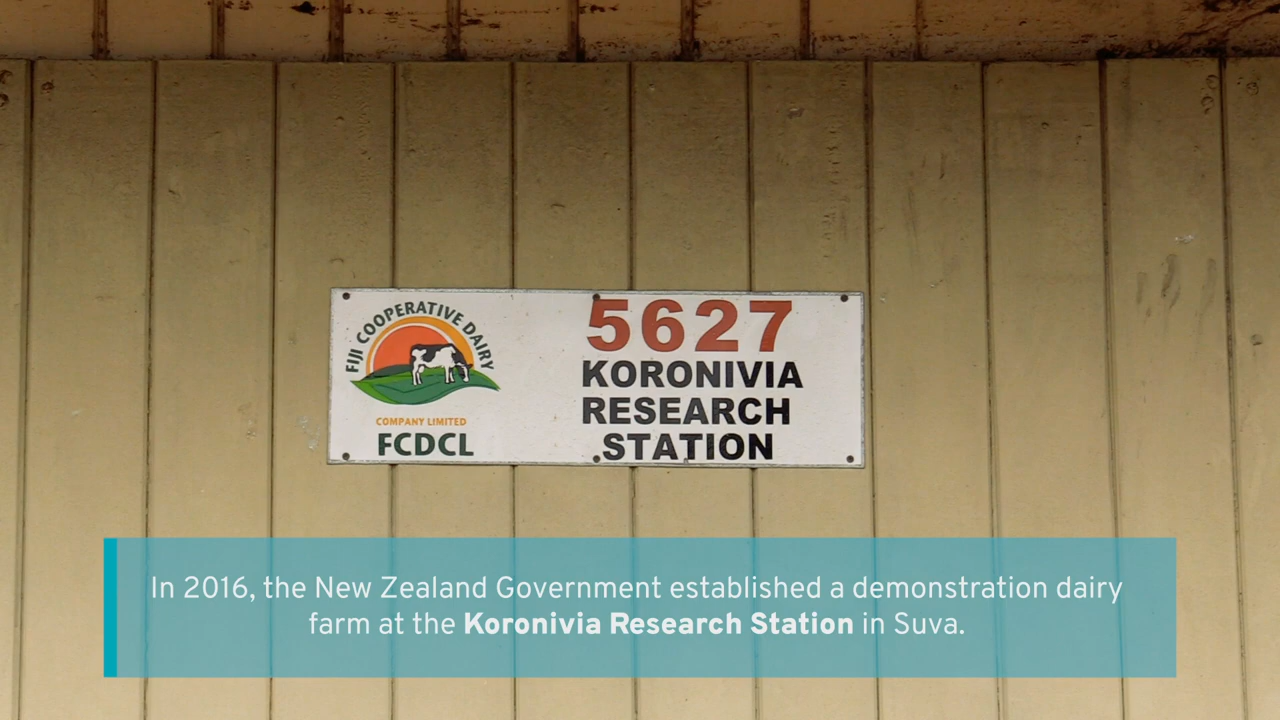 FIJI COOPERATIVE DAIRY
COMPANY LIMITED
FCDCL
5627
KORONIVIA
RESEARCH
STATION
In 2016, the New Zealand Government established a demonstration dairy
farm at the Koronivia Research Station in Suva.